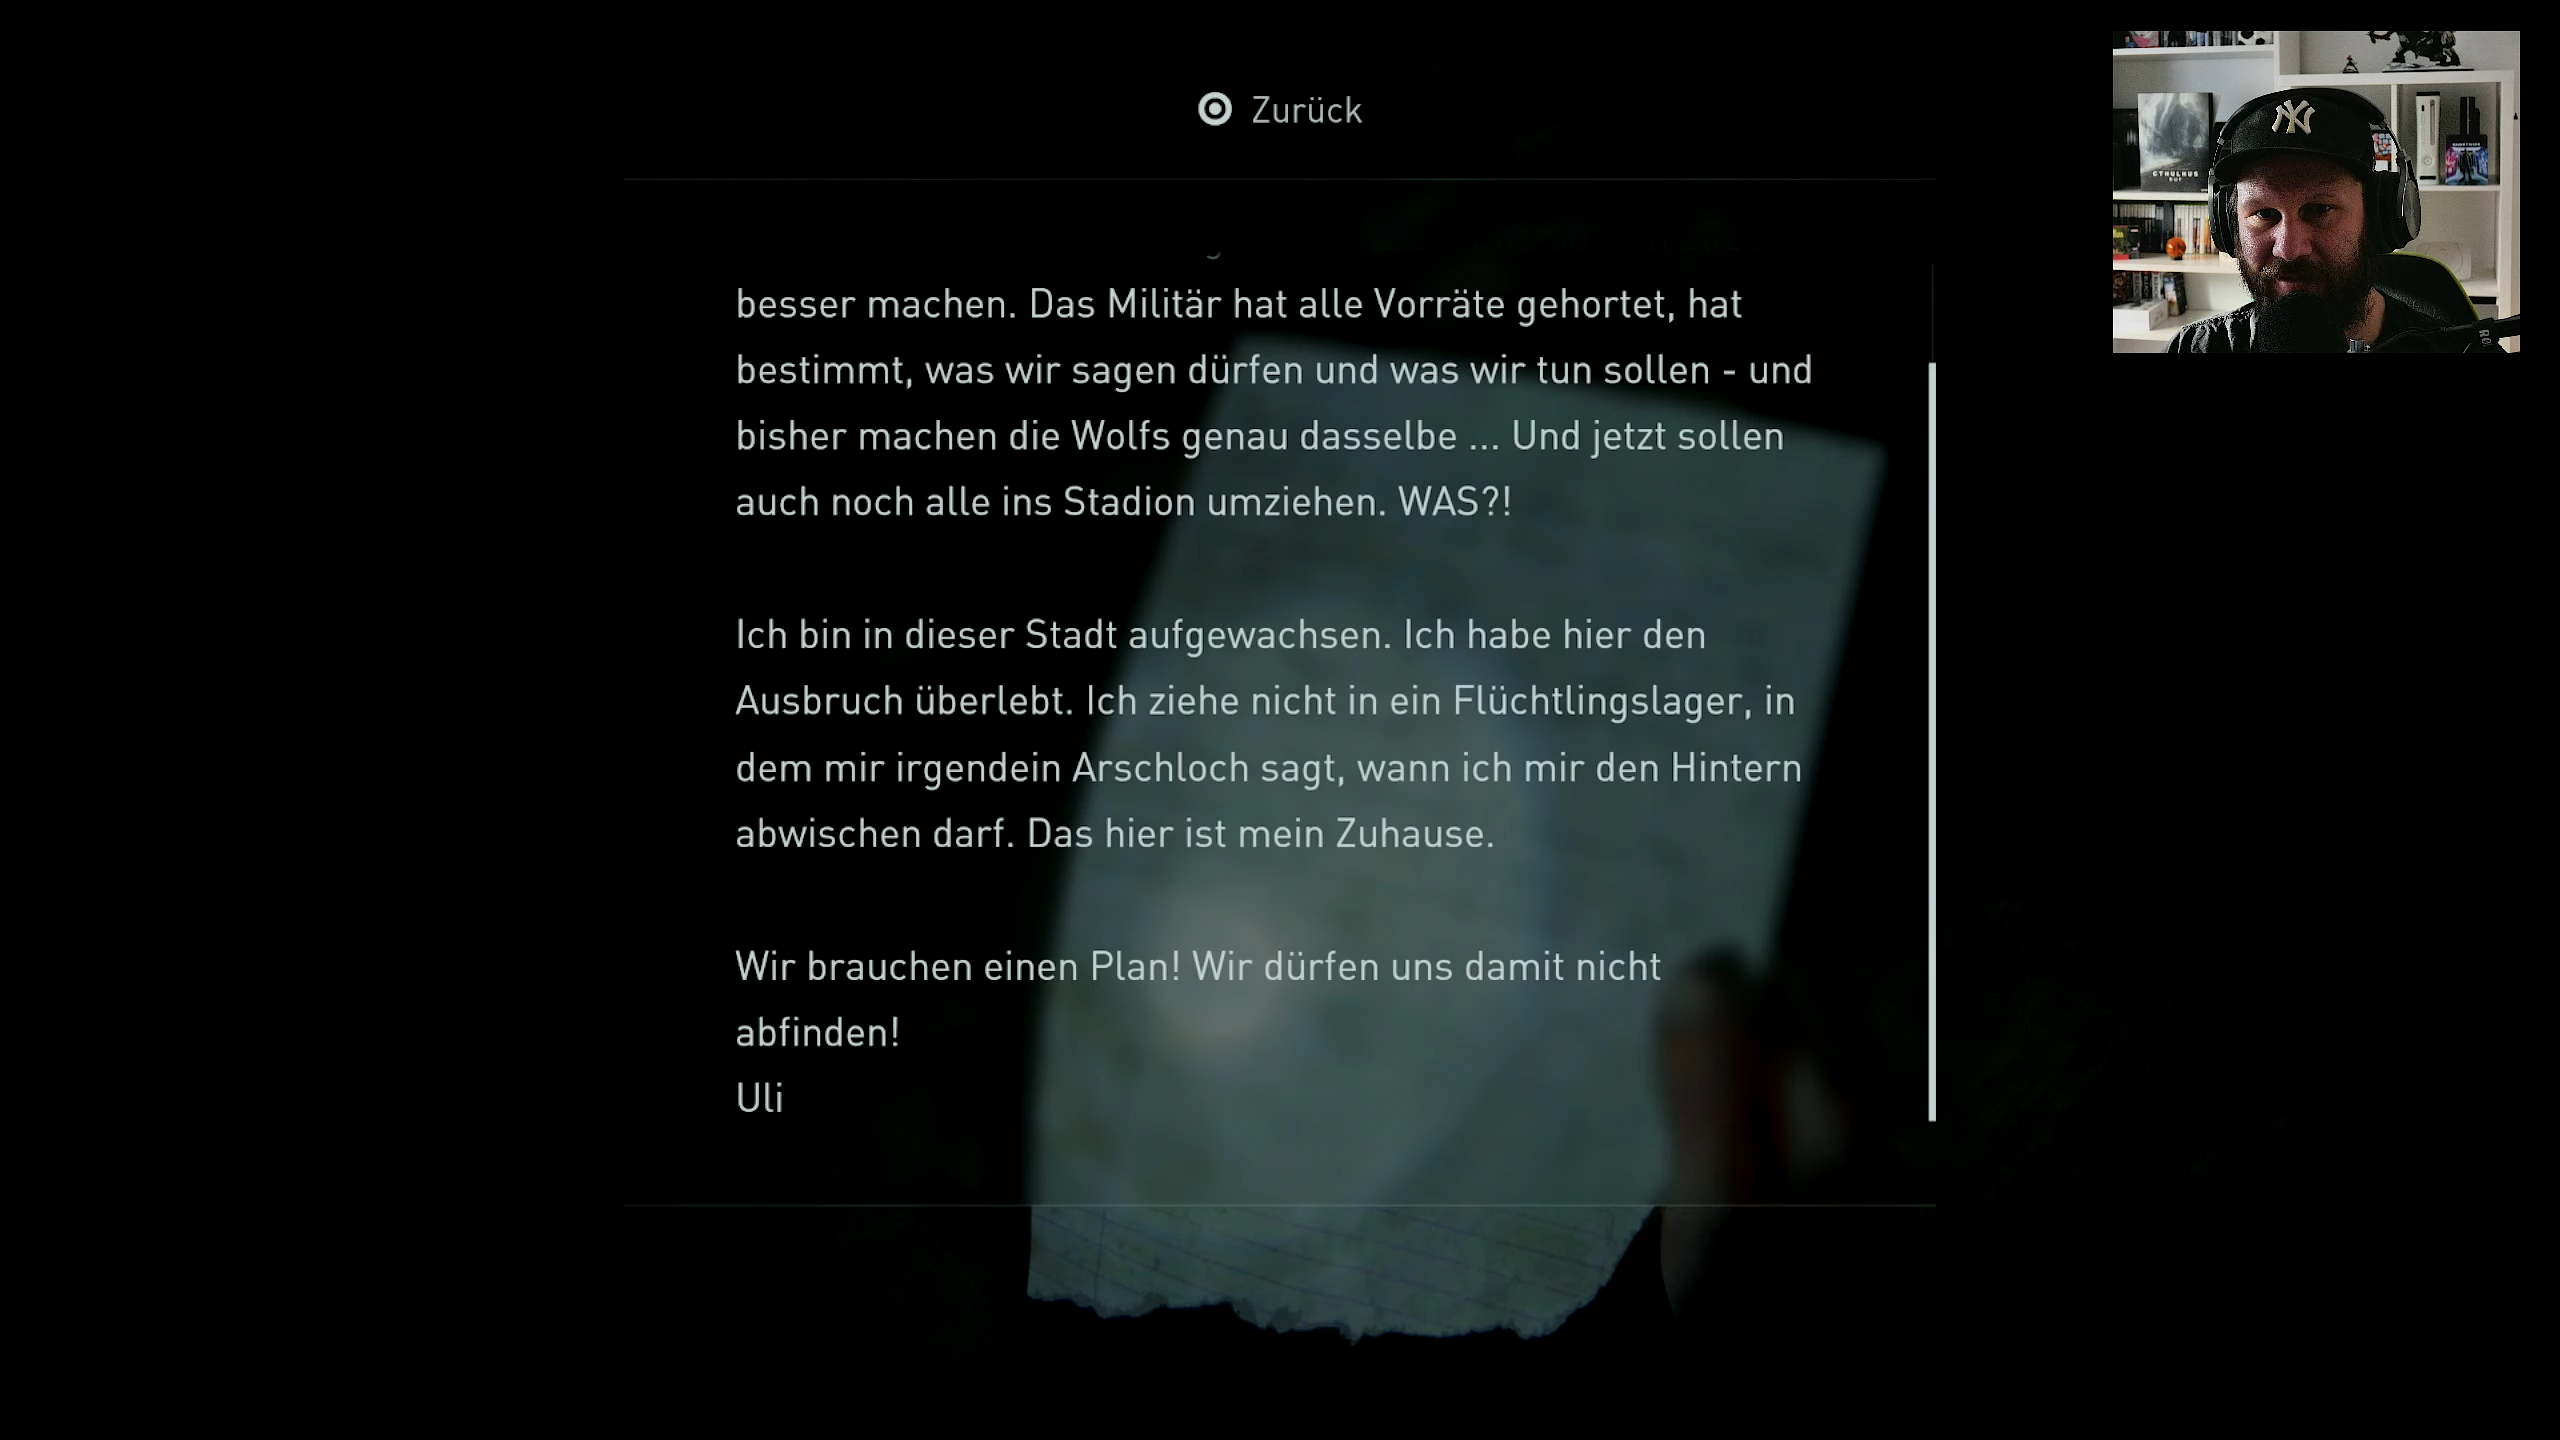 Zurück
besser machen. Das Militär hat alle Vorräte gehortet, hat
bestimmt, was wir sagen dürfen und was wir tun sollen - und
bisher machen die Wolfs genau dasselbe ... Und jetzt sollen
auch noch alle ins Stadion umziehen. WAS?!
Ich bin in dieser Stadt aufgewachsen. Ich habe hier den
Ausbruch überlebt. Ich ziehe nicht in ein Flüchtlingslager, in
dem mir irgendein Arschloch sagt, wann ich mir den Hintern
abwischen darf. Das hier ist mein Zuhause.
Wir brauchen einen Plan! Wir dürfen uns damit nicht
abfinden!
Uli
NY
CTHULHUS
RUF